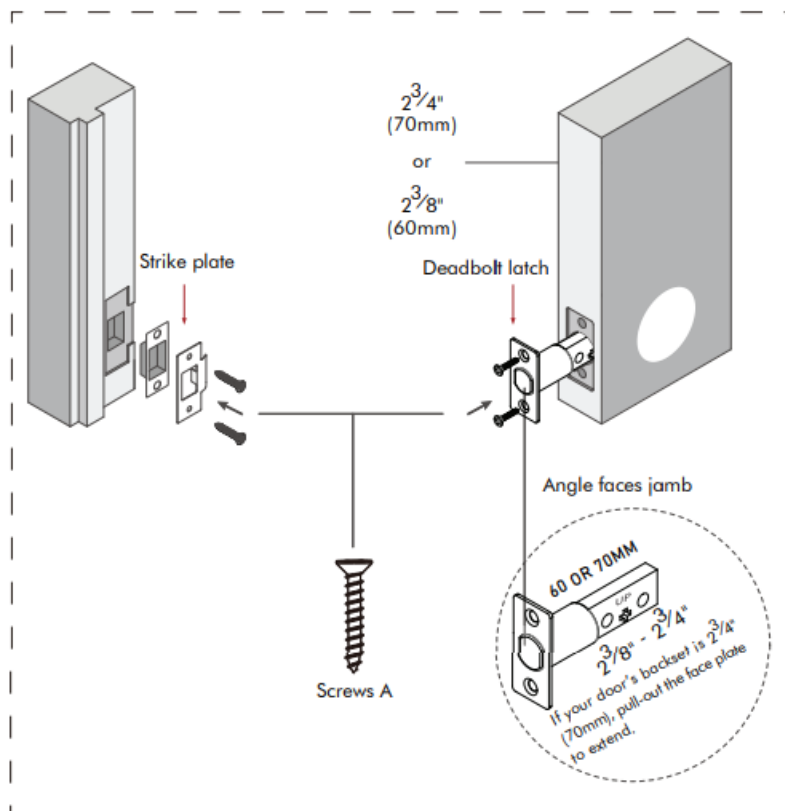 2 3/4"
(70mm)
or
2 3/8"
(60mm)
Strike plate
Deadbolt latch
Angle faces jamb
60 OR 70MM
UP
2 3/8" - 2 3/4"
If your door's backset is 2 3/4"
(70mm), pull-out the face plate
to extend.
Screws A